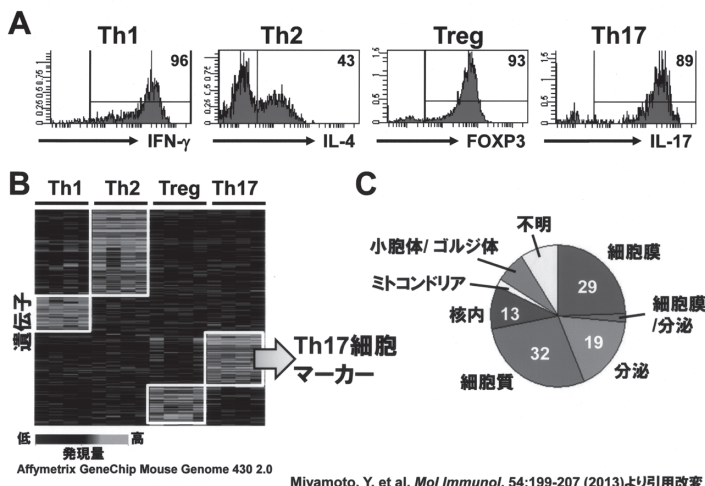 A
Th1 Th2 Treg Th17
96 43 93 89
IFN-γ IL-4 FOXP3 IL-17
B
Th1 Th2 Treg Th17
遺伝子
Th17細胞
マーカー
低 高
発現量
Affymetrix GeneChip Mouse Genome 430 2.0
C
不明
小胞体/ゴルジ体
ミトコンドリア
核内
細胞質
細胞膜
細胞膜
/分泌
分泌
29
13
32
19
Miyamoto, Y. et al. Mol Immunol. 54:199-207 (2013)より引用改変